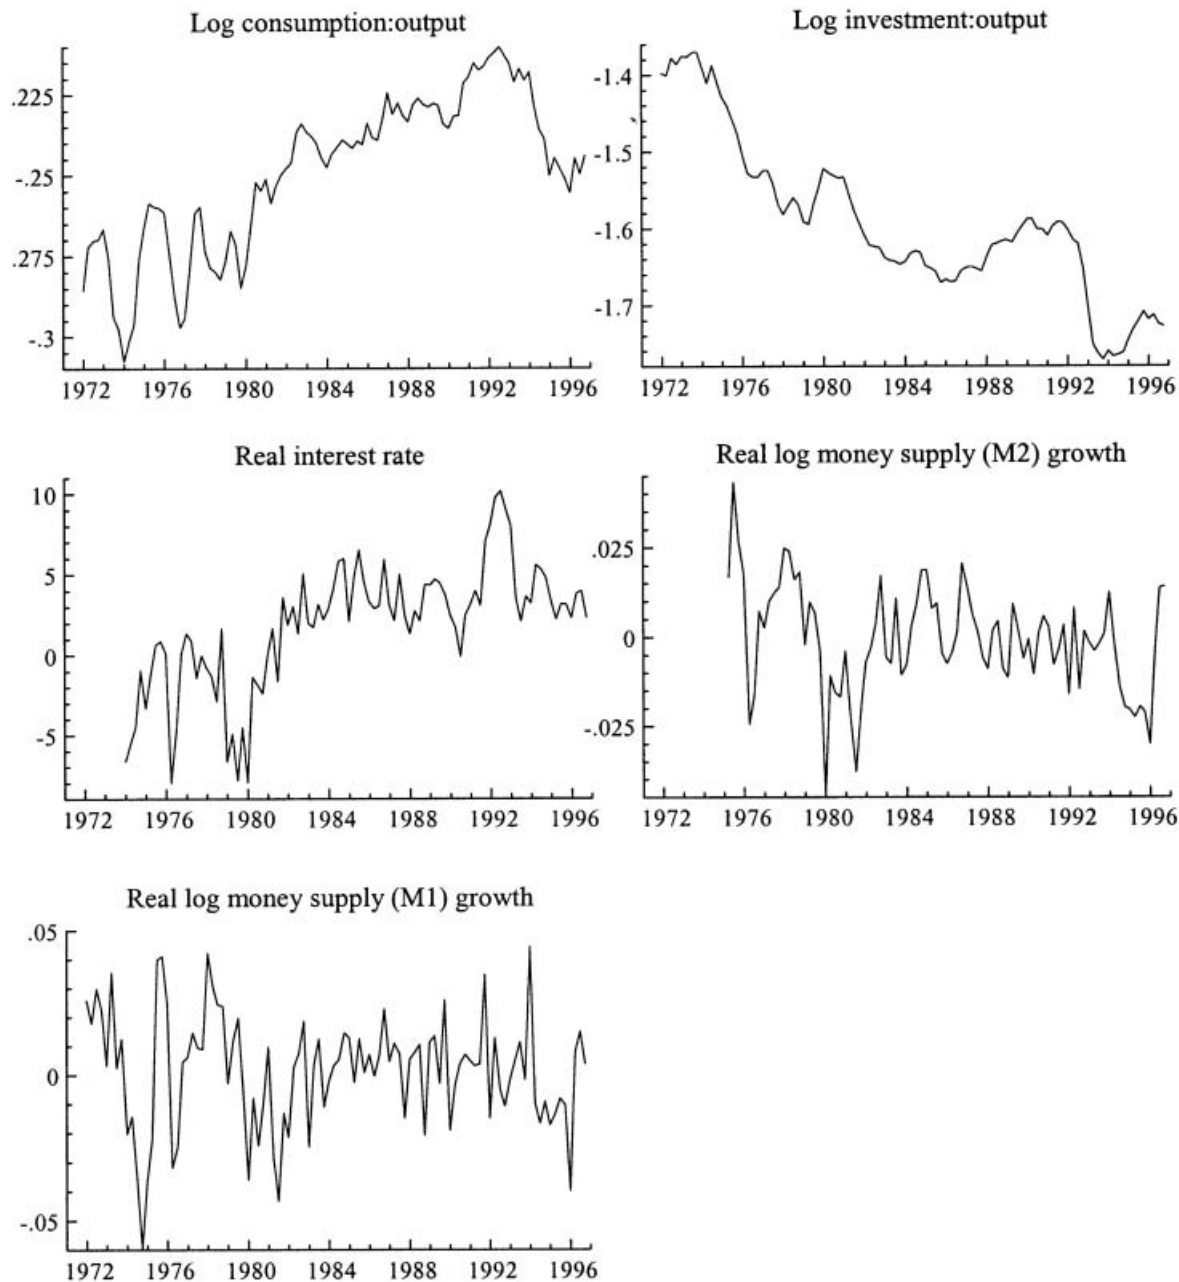 Log consumption:output
.225
-.25
.275
-.3
1972 1976 1980 1984 1988 1992 1996
Log investment:output
-1.4
-1.5
-1.6
-1.7
1972 1976 1980 1984 1988 1992 1996
Real interest rate
10
5
0
-5
1972 1976 1980 1984 1988 1992 1996
Real log money supply (M2) growth
.025
0
-.025
1972 1976 1980 1984 1988 1992 1996
Real log money supply (M1) growth
.05
0
-.05
1972 1976 1980 1984 1988 1992 1996